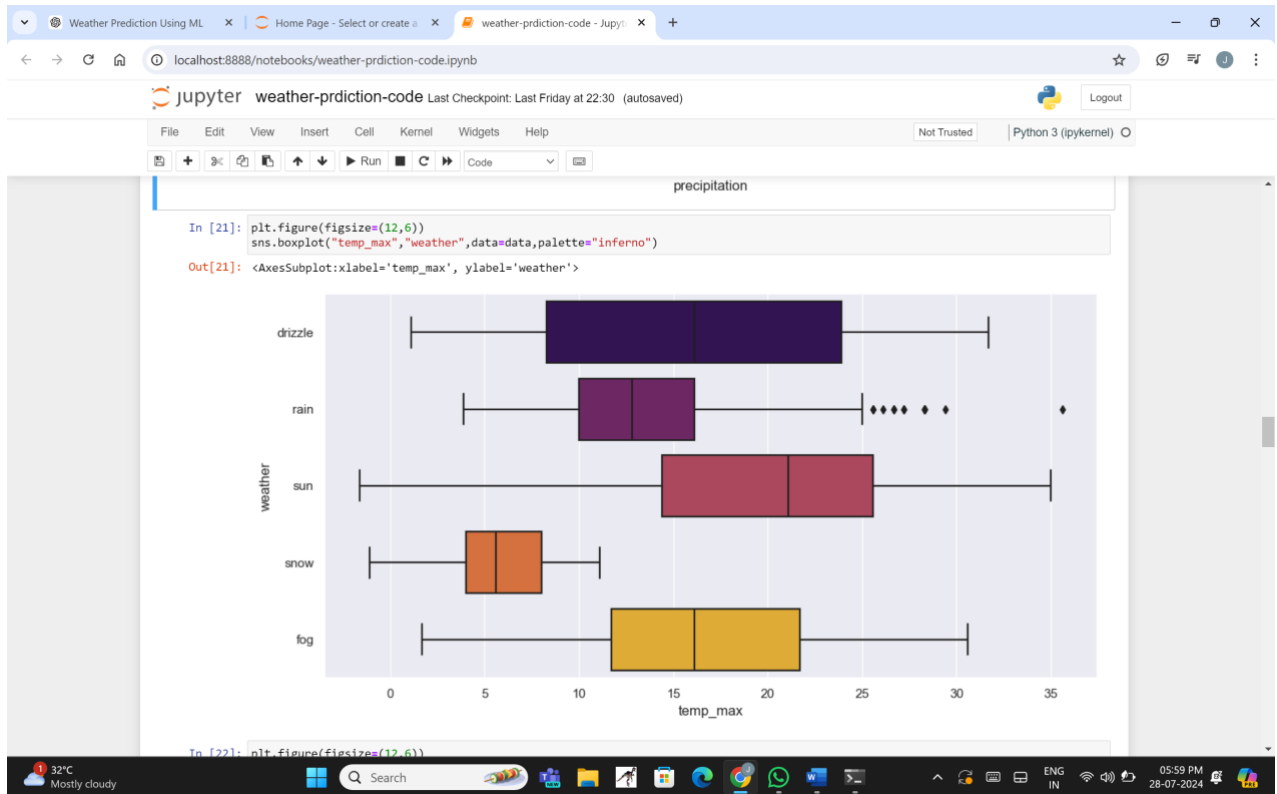 Weather Prediction Using ML
Home Page - Select or create a
weather-prdiction-code - Jupyt
localhost:8888/notebooks/weather-prdiction-code.ipynb
J
jupyter weather-prdiction-code Last Checkpoint: Last Friday at 22:30 (autosaved)
Logout
File Edit View Insert Cell Kernel Widgets Help
Not Trusted Python 3 (ipykernel)
Run Code
precipitation
In [21]: plt.figure(figsize=(12,6))
sns.boxplot("temp_max","weather",data=data,palette="inferno")
Out[21]: <AxesSubplot:xlabel='temp_max', ylabel='weather'>
drizzle
rain
weather
sun
snow
fog
0 5 10 15 20 25 30 35
temp_max
In [22]: plt.figure(figsize=(12,6))
1
32°C
Mostly cloudy
Search
NEW
J
W
ENG
IN
05:59 PM
28-07-2024
PRE